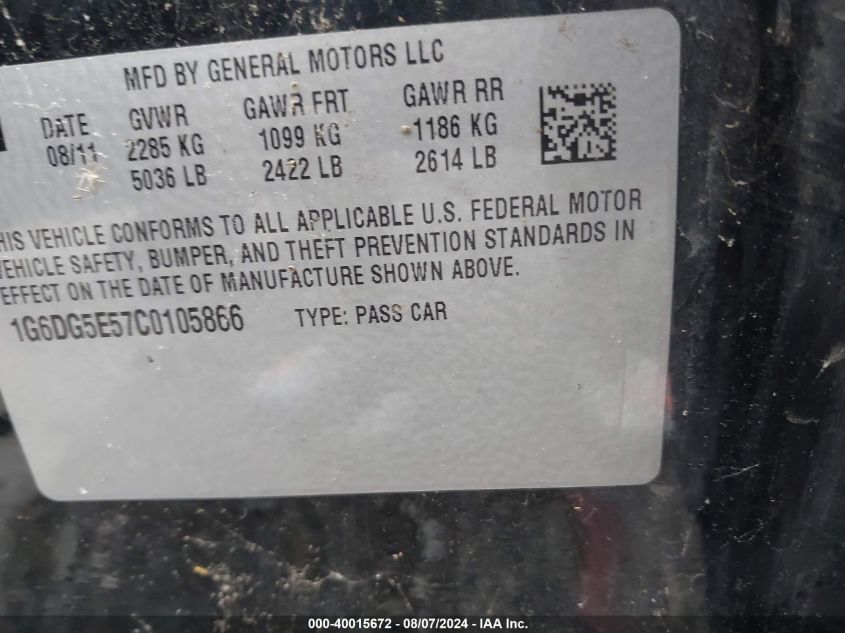 MFD BY GENERAL MOTORS LLC
DATE GVWR GAWR FRT GAWR RR
08/11 2285 KG 1099 KG 1186 KG
5036 LB 2422 LB 2614 LB
HIS VEHICLE CONFORMS TO ALL APPLICABLE U.S. FEDERAL MOTOR
VEHICLE SAFETY, BUMPER, AND THEFT PREVENTION STANDARDS IN
EFFECT ON THE DATE OF MANUFACTURE SHOWN ABOVE.
1G6DG5E57C0105866 TYPE: PASS CAR
000-40015672 - 08/07/2024 - IAA Inc.